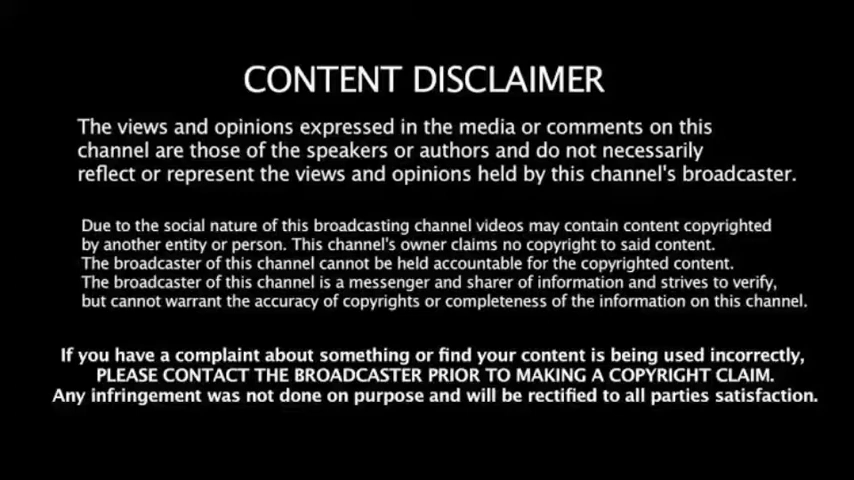 CONTENT DISCLAIMER
The views and opinions expressed in the media or comments on this
channel are those of the speakers or authors and do not necessarily
reflect or represent the views and opinions held by this channel's broadcaster.
Due to the social nature of this broadcasting channel videos may contain content copyrighted
by another entity or person. This channel's owner claims no copyright to said content.
The broadcaster of this channel cannot be held accountable for the copyrighted content.
The broadcaster of this channel is a messenger and sharer of information and strives to verify,
but cannot warrant the accuracy of copyrights or completeness of the information on this channel.
If you have a complaint about something or find your content is being used incorrectly,
PLEASE CONTACT THE BROADCASTER PRIOR TO MAKING A COPYRIGHT CLAIM.
Any infringement was not done on purpose and will be rectified to all parties satisfaction.